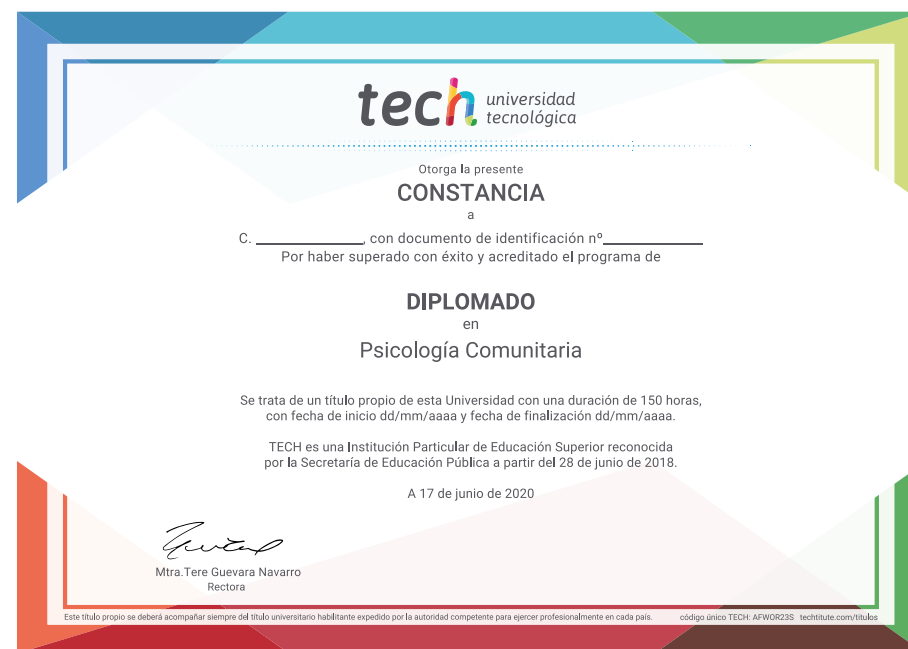 tech universidad
tecnológica
Otorga la presente
CONSTANCIA
a
C. ____________, con documento de identificación nº____________
Por haber superado con éxito y acreditado el programa de
DIPLOMADO
en
Psicología Comunitaria
Se trata de un título propio de esta Universidad con una duración de 150 horas,
con fecha de inicio dd/mm/aaaa y fecha de finalización dd/mm/aaaa.
TECH es una Institución Particular de Educación Superior reconocida
por la Secretaría de Educación Pública a partir del 28 de junio de 2018.
A 17 de junio de 2020
Mtra.Tere Guevara Navarro
Rectora
Este título propio se deberá acompañar siempre del título universitario habilitante expedido por la autoridad competente para ejercer profesionalmente en cada país. código único TECH: AFWOR23S techtitute.com/titulos